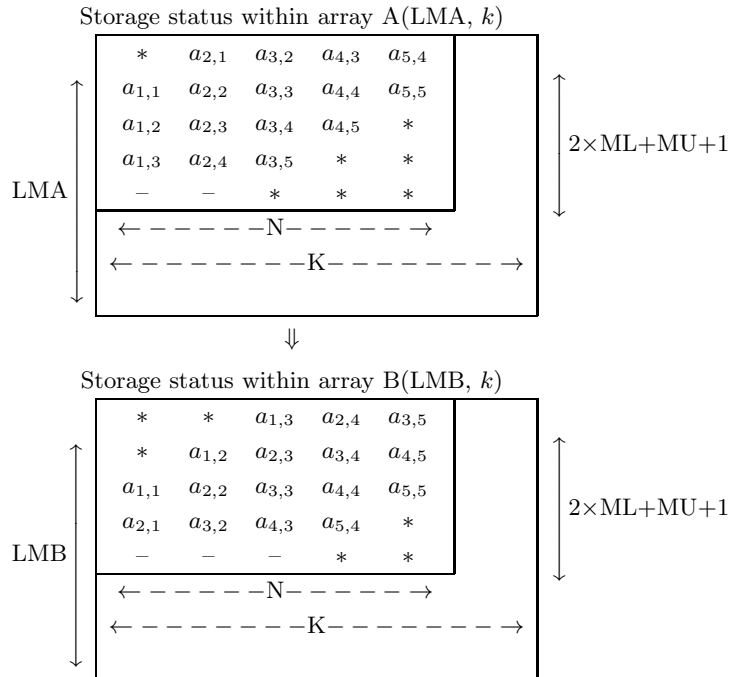 Storage status within array A(LMA, k)
* a2,1 a3,2 a4,3 a5,4
a1,1 a2,2 a3,3 a4,4 a5,5
a1,2 a2,3 a3,4 a4,5 *
a1,3 a2,4 a3,5 * *
– – * * *
LMA
2×ML+MU+1
N
K
⇓
Storage status within array B(LMB, k)
* * a1,3 a2,4 a3,5
* a1,2 a2,3 a3,4 a4,5
a1,1 a2,2 a3,3 a4,4 a5,5
a2,1 a3,2 a4,3 a5,4 *
– – – * *
LMB
2×ML+MU+1
N
K